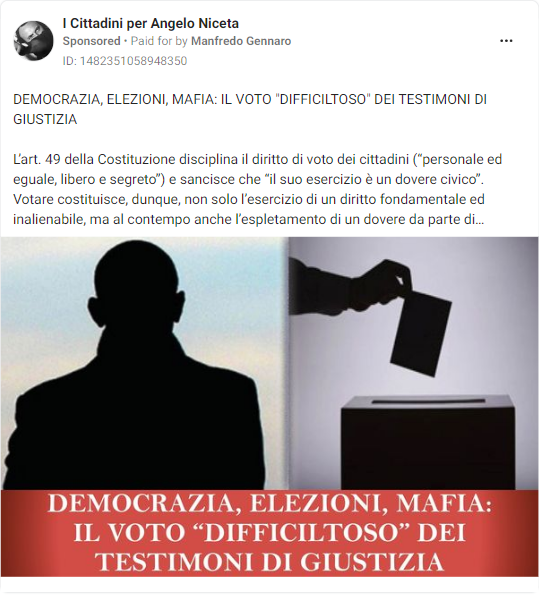 I Cittadini per Angelo Niceta
Sponsored • Paid for by Manfredo Gennaro
ID: 1482351058948350
DEMOCRAZIA, ELEZIONI, MAFIA: IL VOTO "DIFFICILTOSO" DEI TESTIMONI DI
GIUSTIZIA
L’art. 49 della Costituzione disciplina il diritto di voto dei cittadini (“personale ed
eguale, libero e segreto”) e sancisce che “il suo esercizio è un dovere civico”.
Votare costituisce, dunque, non solo l’esercizio di un diritto fondamentale ed
inalienabile, ma al contempo anche l’espletamento di un dovere da parte di...
DEMOCRAZIA, ELEZIONI, MAFIA:
IL VOTO “DIFFICILTOSO” DEI
TESTIMONI DI GIUSTIZIA